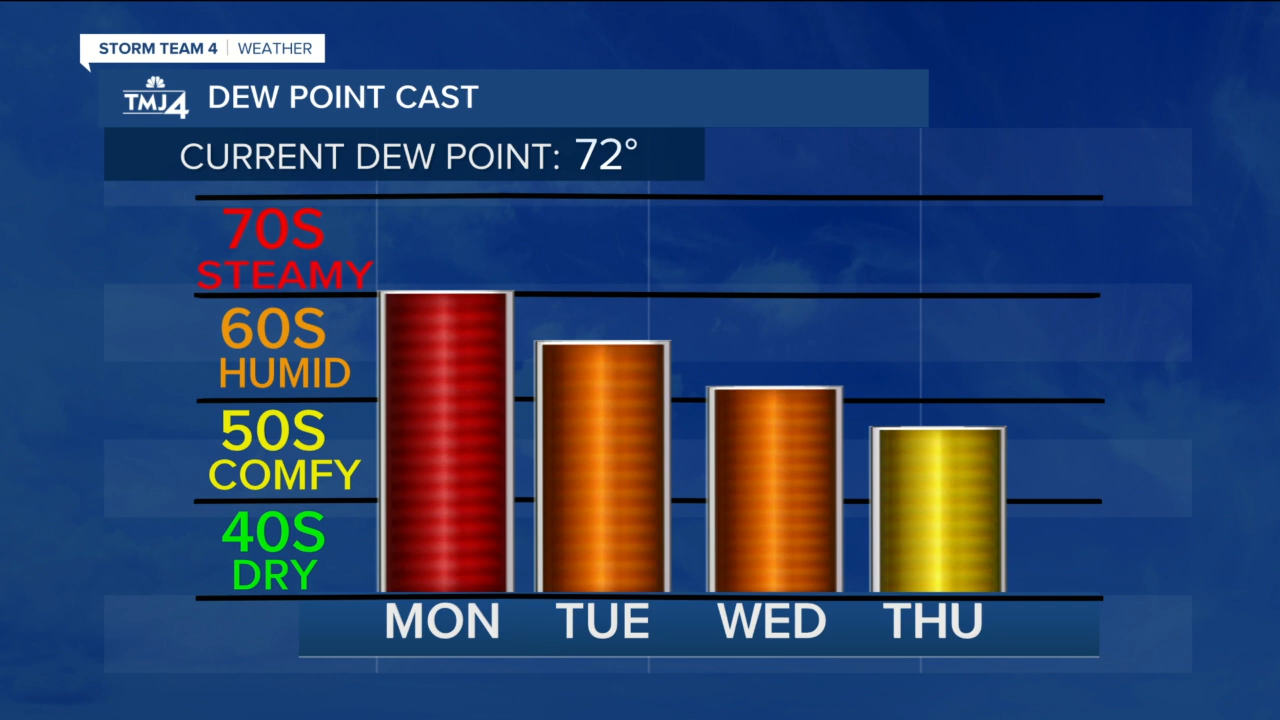 STORM TEAM 4 | WEATHER
TMJ4 DEW POINT CAST
CURRENT DEW POINT: 72°
70S
STEAMY
60S
HUMID
50S
COMFY
40S
DRY
MON TUE WED THU